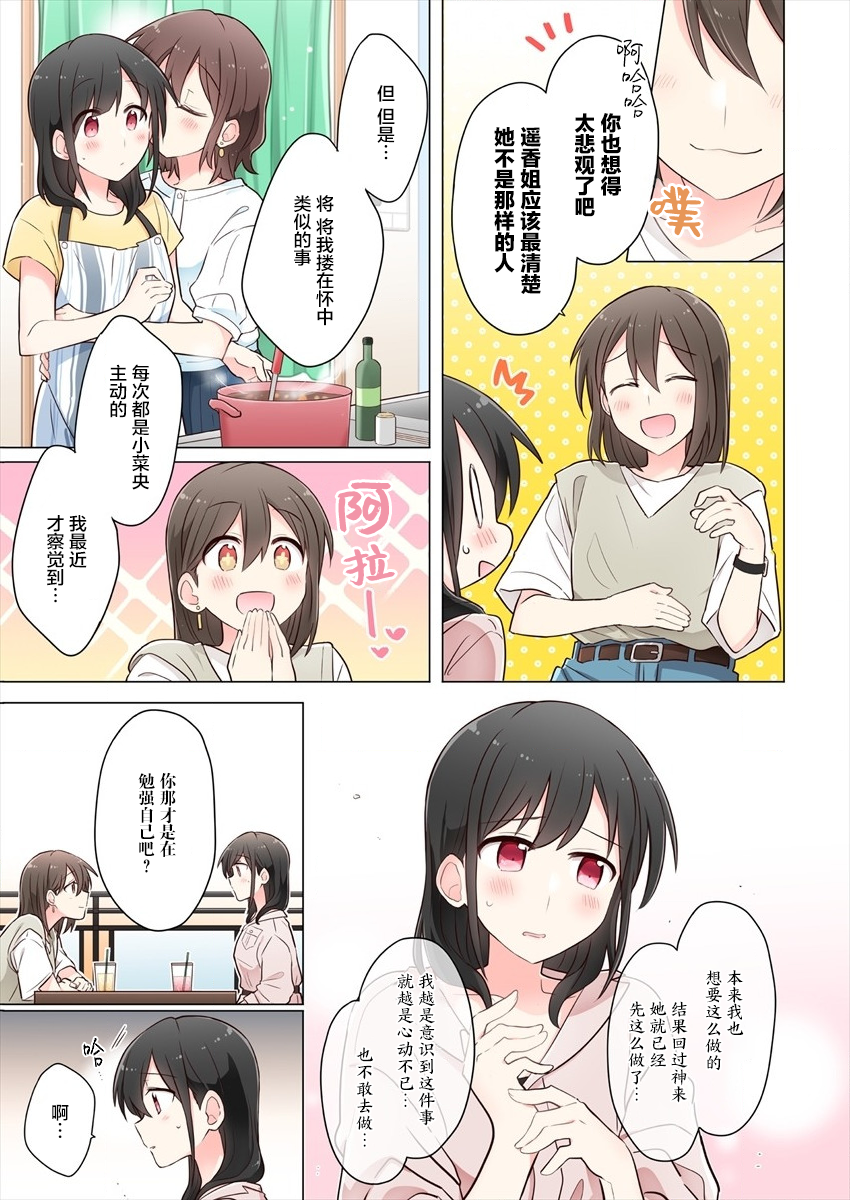 噗
啊哈哈哈
你也想得
太悲观了吧
遥香姐应该最清楚
她不是那样的人
但 但是…
将 将我搂在怀中
类似的事
每次都是小菜央
主动的
我最近
才察觉到…
阿拉ー♥♥
本来我也
想要这么做的
结果回过神来
她就已经
先这么做了…
我越是意识到这件事
就越是心动不已…
也不敢去做…
你那才是在
勉强自己吧？
哈
啊…